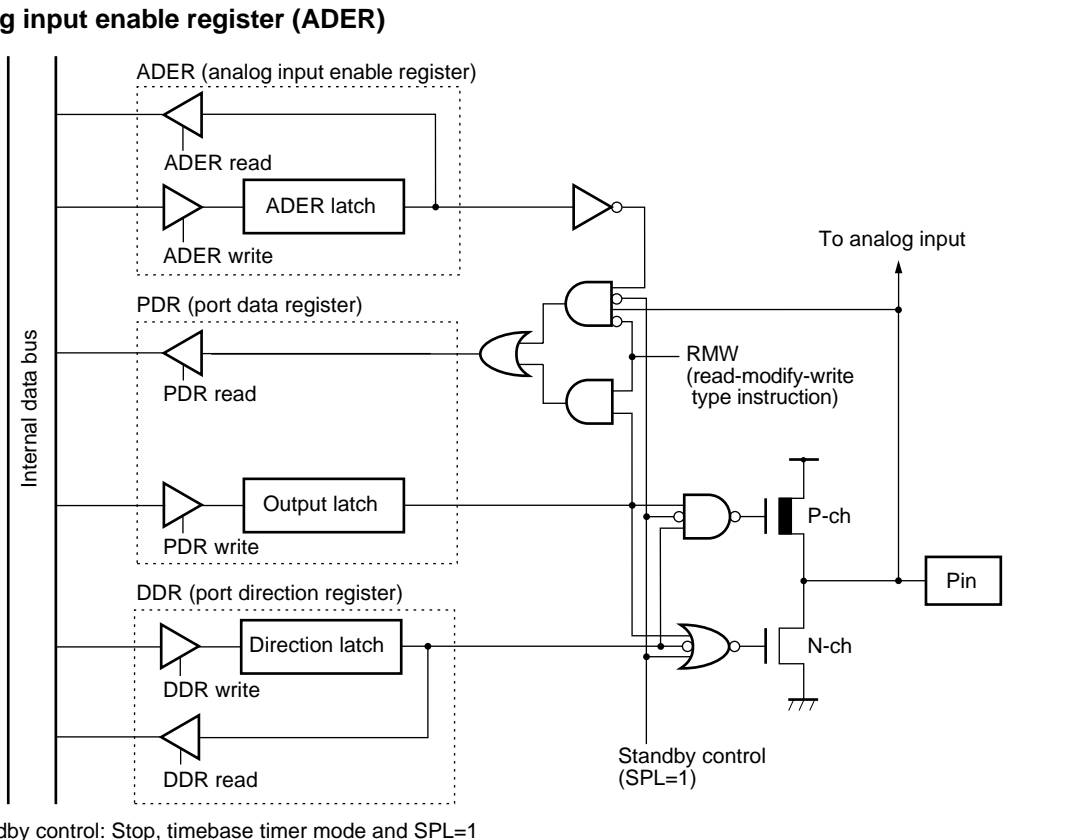 input enable register (ADER)
ADER (analog input enable register)
ADER read
ADER latch
ADER write
To analog input
PDR (port data register)
Internal data bus
RMW
(read-modify-write
type instruction)
PDR read
Output latch
P-ch
PDR write
Pin
DDR (port direction register)
Direction latch
N-ch
DDR write
Standby control
(SPL=1)
DDR read
control: Stop, timebase timer mode and SPL=1